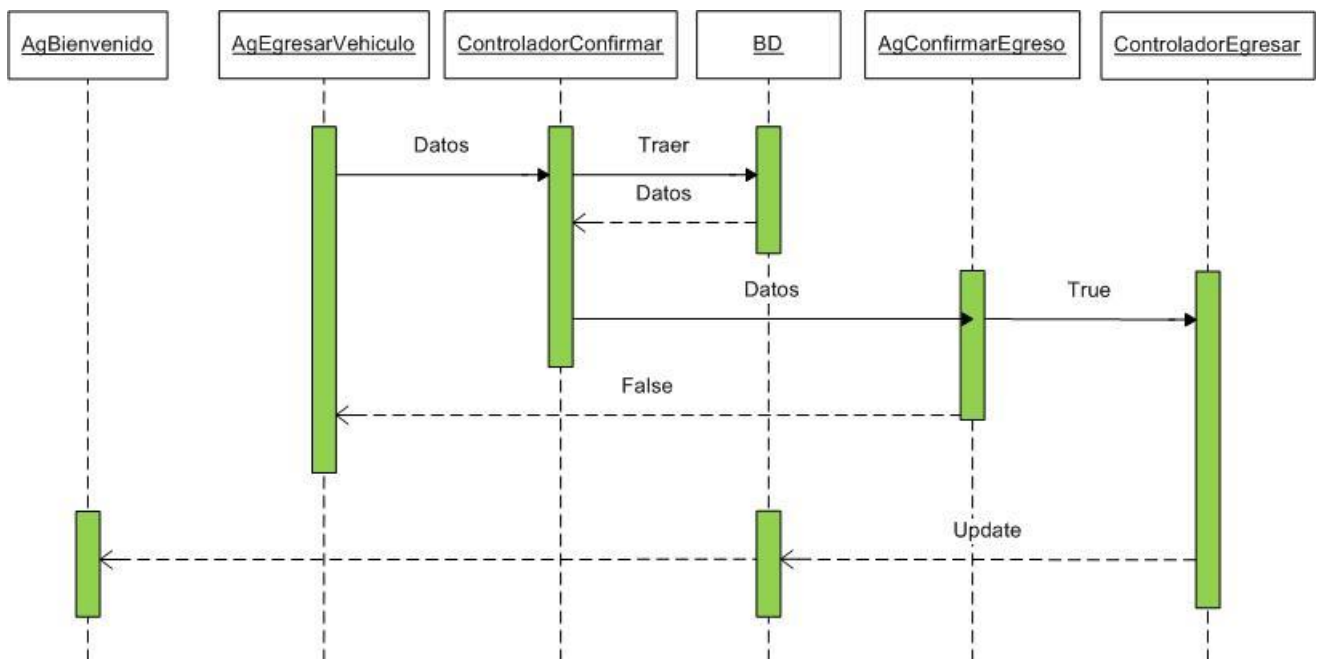 AgBienvenido
AgEgresarVehiculo
ControladorConfirmar
BD
AgConfirmarEgreso
ControladorEgresar
Datos
Traer
Datos
Datos
True
False
Update